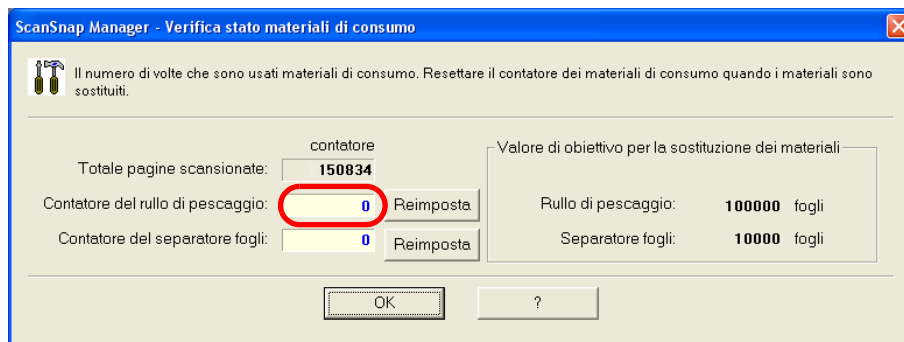 ScanSnap Manager - Verifica stato materiali di consumo
Il numero di volte che sono usati materiali di consumo. Resettare il contatore dei materiali di consumo quando i materiali sono
sostituiti.
contatore
Totale pagine scansionate: 150834
Contatore del rullo di pescaggio: 0 Reimposta
Contatore del separatore fogli: 0 Reimposta
Valore di obiettivo per la sostituzione dei materiali
Rullo di pescaggio: 100000 fogli
Separatore fogli: 10000 fogli
OK
?